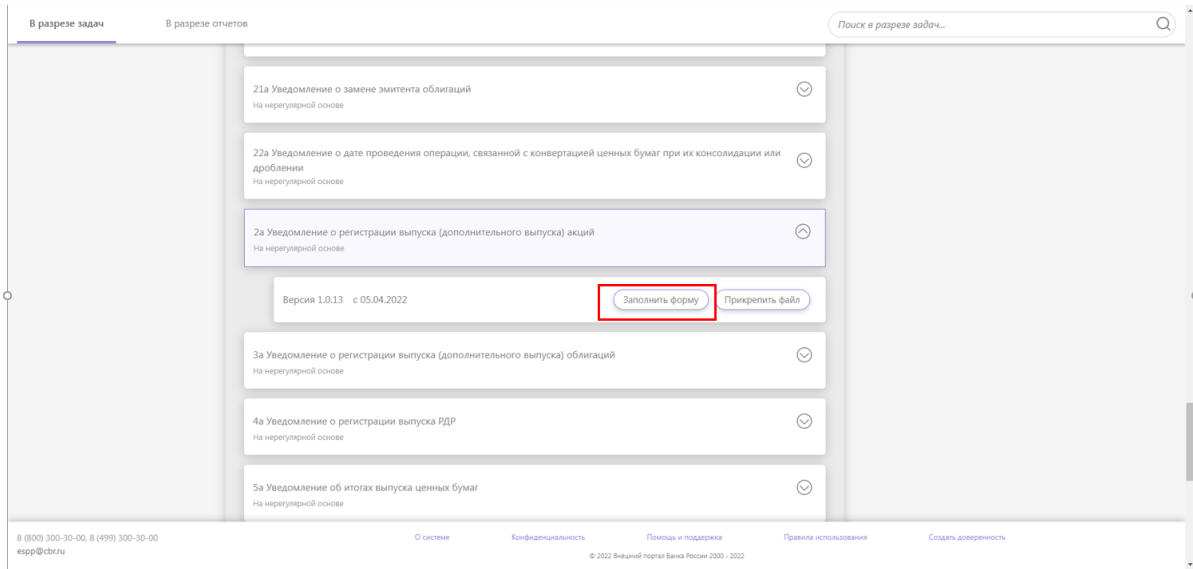 В разрезе задач
В разрезе отчетов
Поиск в разрезе задач...
21а Уведомление о замене эмитента облигаций
На нерегулярной основе
22а Уведомление о дате проведения операции, связанной с конвертацией ценных бумаг при их консолидации или
дроблении
На нерегулярной основе
2а Уведомление о регистрации выпуска (дополнительного выпуска) акций
На нерегулярной основе
Версия 1.0.13 с 05.04.2022
Заполнить форму
Прикрепить файл
3а Уведомление о регистрации выпуска (дополнительного выпуска) облигаций
На нерегулярной основе
4а Уведомление о регистрации выпуска РДР
На нерегулярной основе
5а Уведомление об итогах выпуска ценных бумаг
На нерегулярной основе
8 (800) 300-30-00, 8 (499) 300-30-00
espp@cbr.ru
О системе
Конфиденциальность
Помощь и поддержка
Правила использования
Создать доверенность
© 2022 Внешний портал Банка России 2000 - 2022